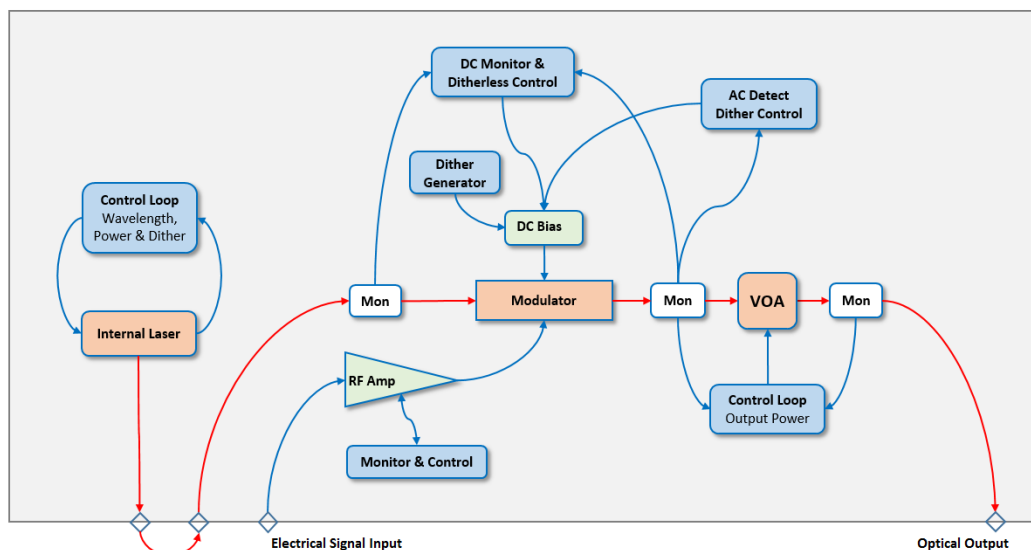 DC Monitor &
Ditherless Control
AC Detect
Dither Control
Dither
Generator
Control Loop
Wavelength,
Power & Dither
DC Bias
Mon
Modulator
Mon
VOA
Mon
Internal Laser
RF Amp
Control Loop
Output Power
Monitor & Control
Electrical Signal Input
Optical Output